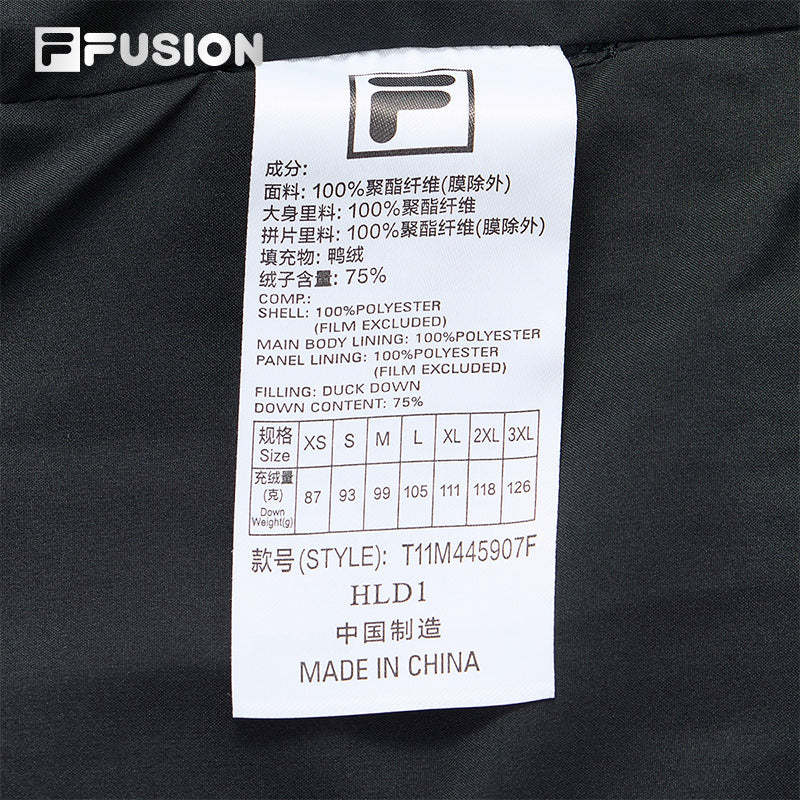 FUSION
成分:
面料: 100%聚酯纤维(膜除外)
大身里料: 100%聚酯纤维
拼片里料: 100%聚酯纤维(膜除外)
填充物: 鸭绒
绒子含量: 75%
COMP.:
SHELL: 100%POLYESTER
(FILM EXCLUDED)
MAIN BODY LINING: 100%POLYESTER
PANEL LINING: 100%POLYESTER
(FILM EXCLUDED)
FILLING: DUCK DOWN
DOWN CONTENT: 75%
规格 Size XS S M L XL 2XL 3XL
充绒量(克) Down Weight(g) 87 93 99 105 111 118 126
款号(STYLE): T11M445907F
HLD1
中国制造
MADE IN CHINA